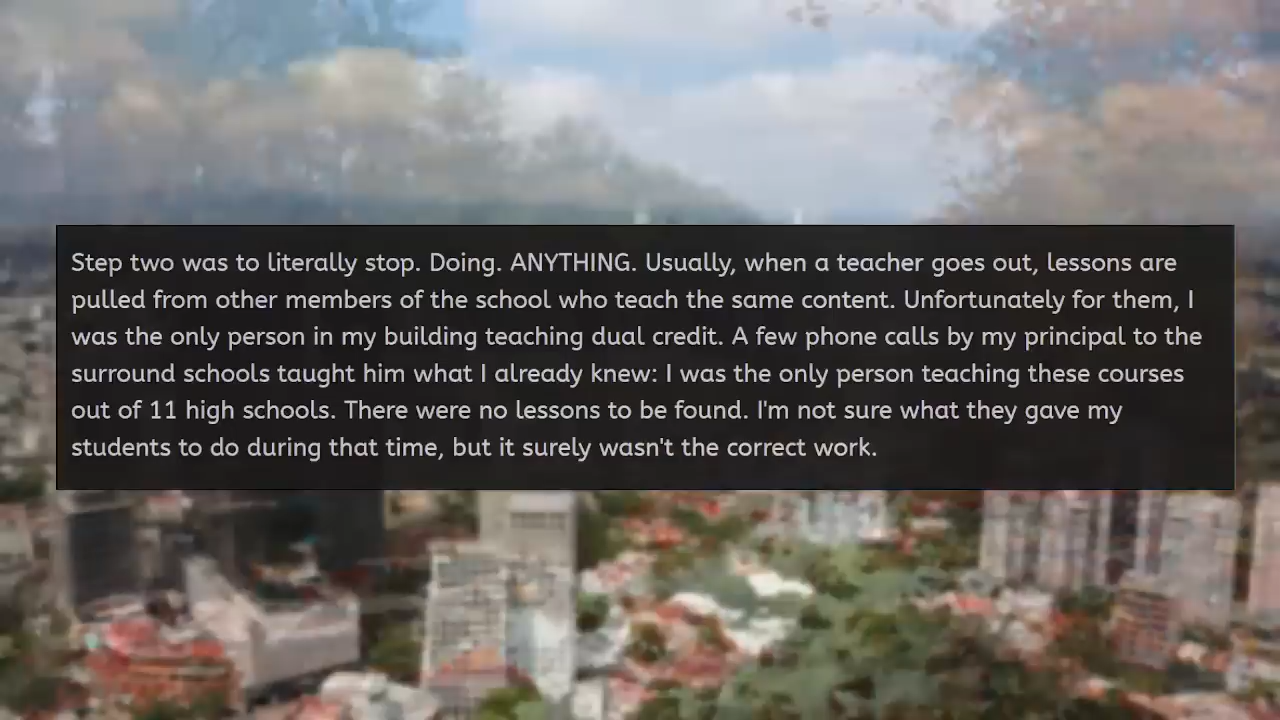 Step two was to literally stop. Doing. ANYTHING. Usually, when a teacher goes out, lessons are
pulled from other members of the school who teach the same content. Unfortunately for them, I
was the only person in my building teaching dual credit. A few phone calls by my principal to the
surround schools taught him what I already knew: I was the only person teaching these courses
out of 11 high schools. There were no lessons to be found. I'm not sure what they gave my
students to do during that time, but it surely wasn't the correct work.